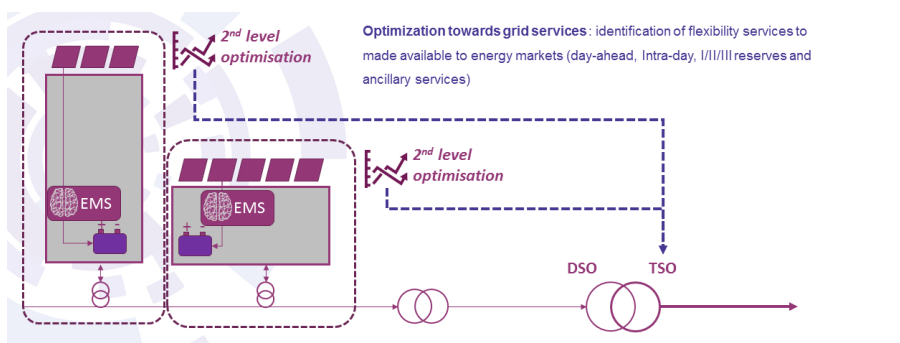 2nd level
optimisation
Optimization towards grid services: identification of flexibility services to
made available to energy markets (day-ahead, Intra-day, I/II/III reserves and
ancillary services)
2nd level
optimisation
EMS
+ -
EMS
+ -
DSO
TSO